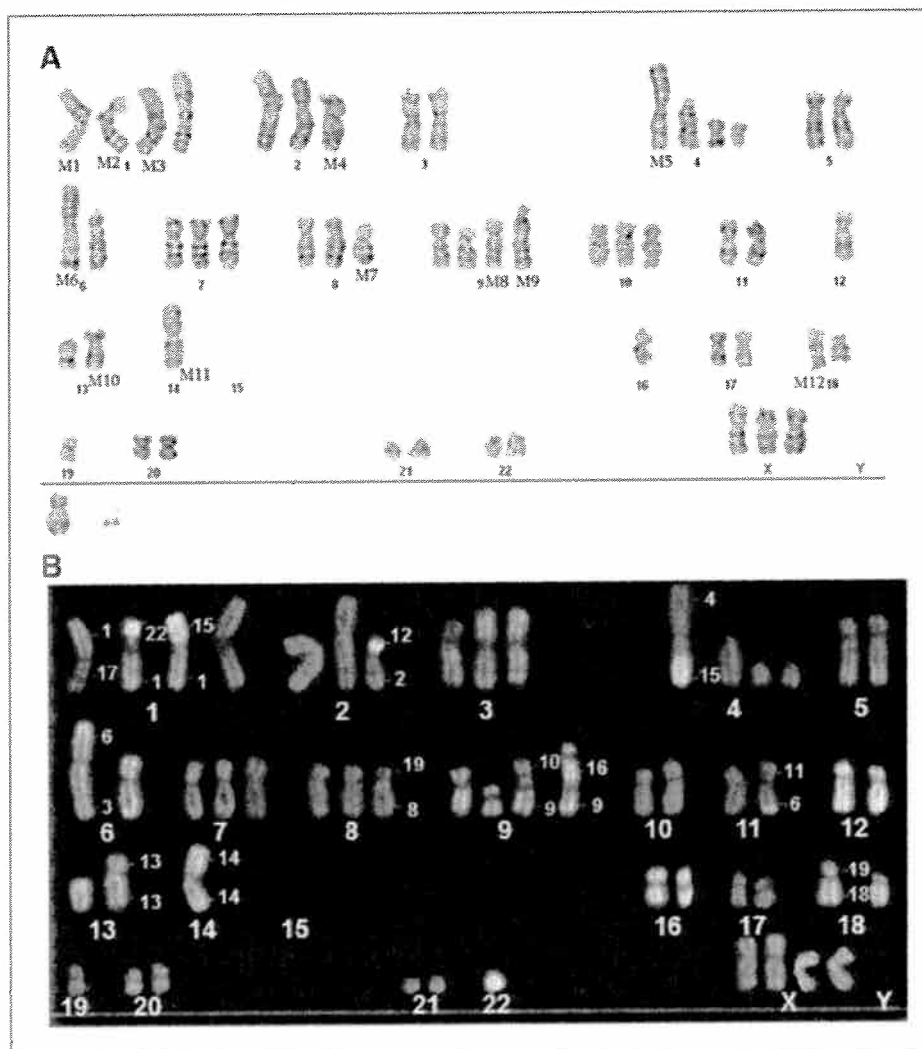 A
M1 M2 1 M3 2 M4 3 M5 4 5
M6 6 7 8 M7 9 M8 M9 10 11 12
13 M10 14 M11 15 16 17 M12 18
19 20 21 22 X Y
B
1 22 15 12 4
17 1 1 2 15
1 2 3 4 5
6 19 10 16 11
3 8 9 9 6
6 7 8 9 10 11 12
13 14 19
13 14 18
13 14 15 16 17 18
19 20 21 22 X Y